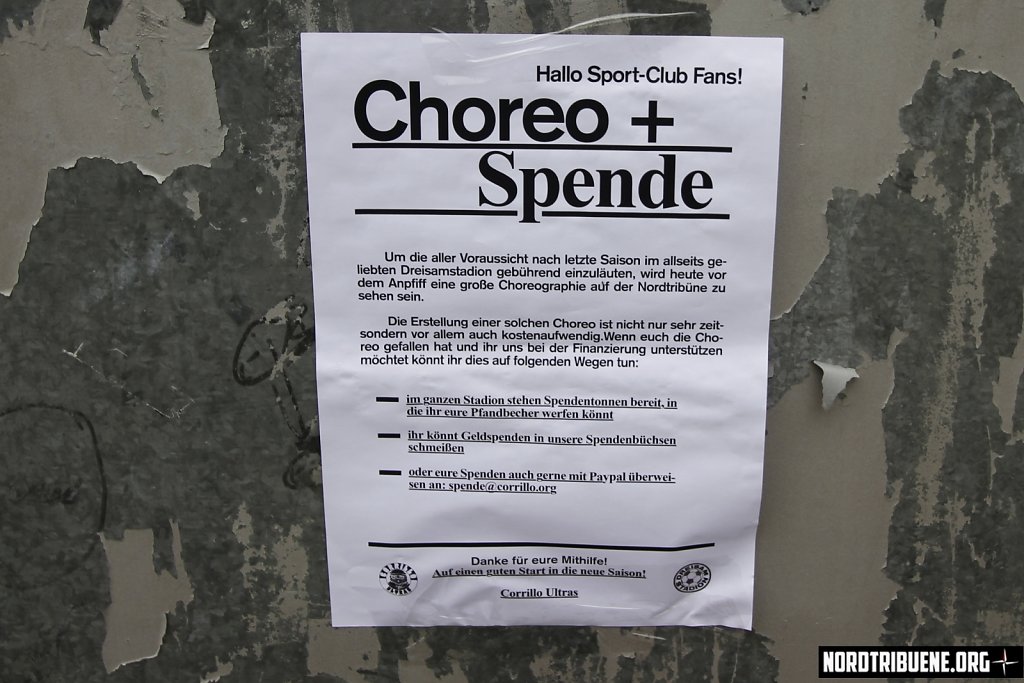 Hallo Sport-Club Fans!
Choreo +
Spende
Um die aller Voraussicht nach letzte Saison im allseits ge-
liebten Dreisamstadion gebührend einzuläuten, wird heute vor
dem Anpfiff eine große Choreographie auf der Nordtribüne zu
sehen sein.
Die Erstellung einer solchen Choreo ist nicht nur sehr zeit-
sondern vor allem auch kostenaufwendig.Wenn euch die Cho-
reo gefallen hat und ihr uns bei der Finanzierung unterstützen
möchtet könnt ihr dies auf folgenden Wegen tun:
im ganzen Stadion stehen Spendentonnen bereit, in
die ihr eure Pfandbecher werfen könnt
ihr könnt Geldspenden in unsere Spendenbüchsen
schmeißen
oder eure Spenden auch gerne mit Paypal überwei-
sen an: spende@corrillo.org
Danke für eure Mithilfe!
Auf einen guten Start in die neue Saison!
Corrillo Ultras
DREISAM
STADION
NORDTRIBUENE.ORG